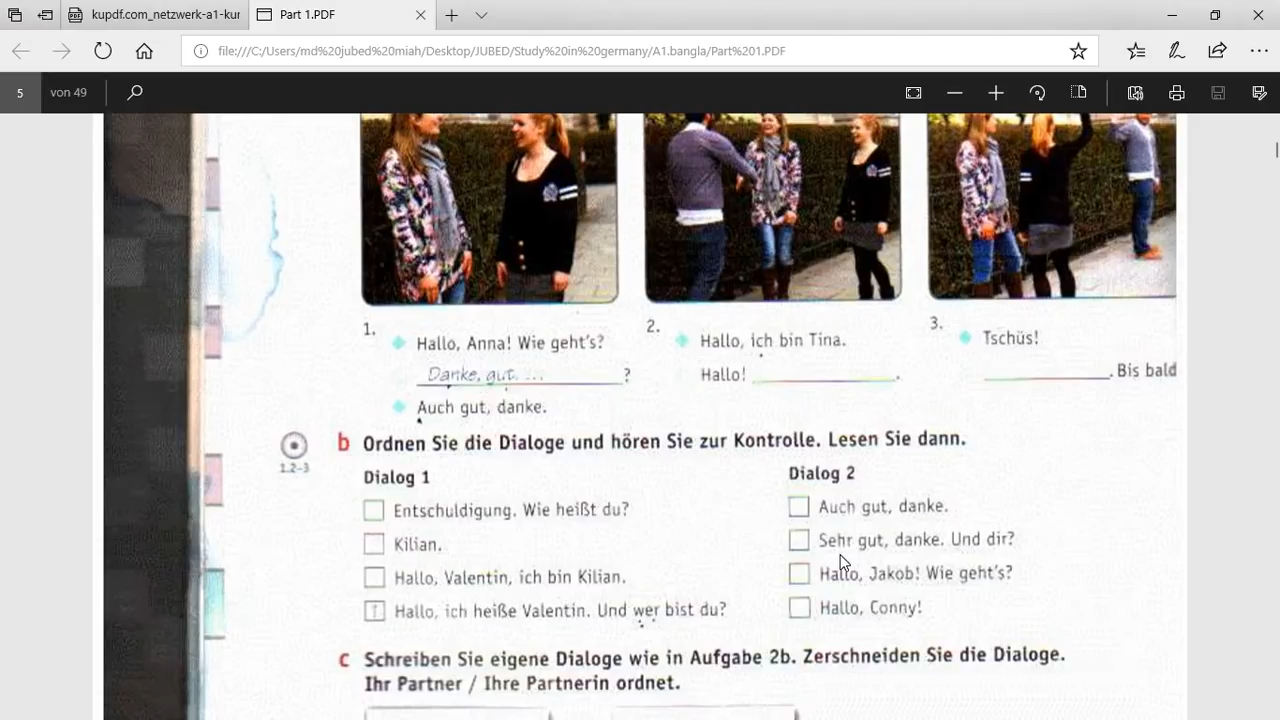 kupdf.com_netzwerk-a1-kur
Part 1.PDF
file:///C:/Users/md%20jubed%20miah/Desktop/JUBED/Study%20in%20germany/A1.bangla/Part%201.PDF
5 von 49
1.
Hallo, Anna! Wie geht's?
Danke, gut. ... ?
Auch gut, danke.
2.
Hallo, ich bin Tina.
Hallo! .
3.
Tschüs!
. Bis bald
1.2-3
b Ordnen Sie die Dialoge und hören Sie zur Kontrolle. Lesen Sie dann.
Dialog 1
Entschuldigung. Wie heißt du?
Kilian.
Hallo, Valentin, ich bin Kilian.
1 Hallo, ich heiße Valentin. Und wer bist du?
Dialog 2
Auch gut, danke.
Sehr gut, danke. Und dir?
Hallo, Jakob! Wie geht's?
Hallo, Conny!
c Schreiben Sie eigene Dialoge wie in Aufgabe 2b. Zerschneiden Sie die Dialoge.
Ihr Partner / Ihre Partnerin ordnet.